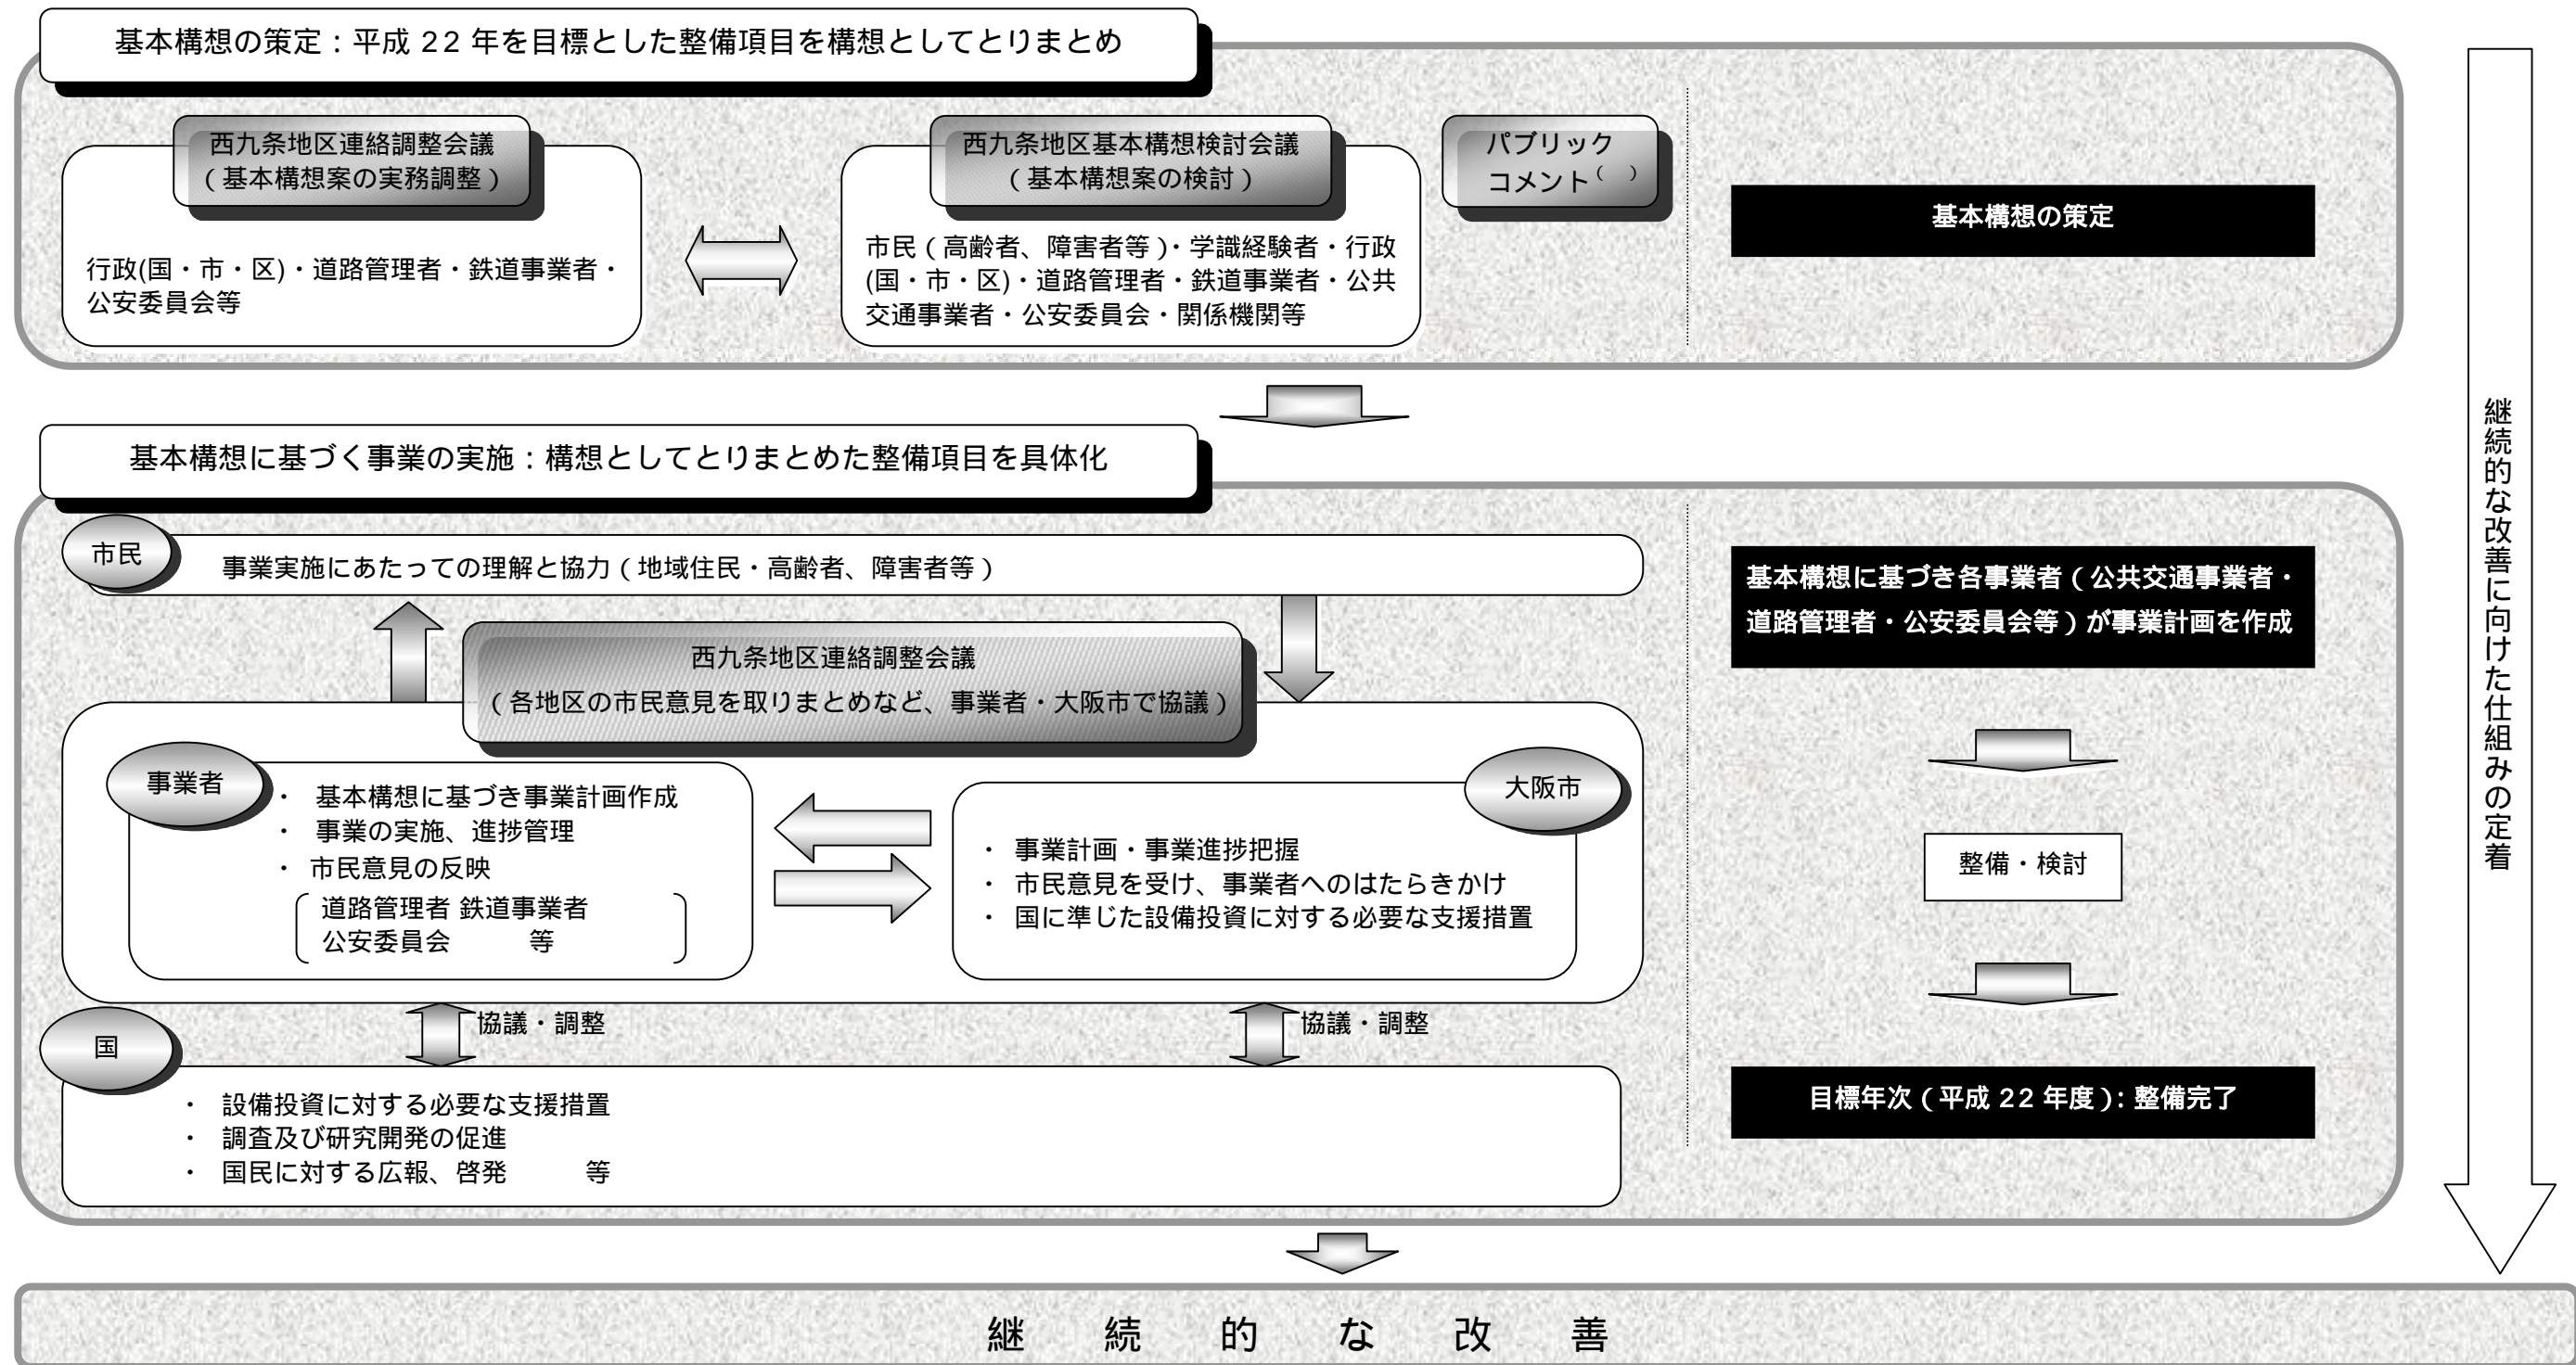 基本構想の策定：平成 22 年を目標とした整備項目を構想としてとりまとめ
西九条地区連絡調整会議
（基本構想案の実務調整）
行政(国・市・区)・道路管理者・鉄道事業者・
公安委員会等
西九条地区基本構想検討会議
（基本構想案の検討）
市民（高齢者、障害者等）・学識経験者・行政
(国・市・区)・道路管理者・鉄道事業者・公共
交通事業者・公安委員会・関係機関等
パブリック
コメント（　）
基本構想の策定
基本構想に基づく事業の実施：構想としてとりまとめた整備項目を具体化
市民
事業実施にあたっての理解と協力（地域住民・高齢者、障害者等）
西九条地区連絡調整会議
（各地区の市民意見を取りまとめなど、事業者・大阪市で協議）
事業者
・ 基本構想に基づき事業計画作成
・ 事業の実施、進捗管理
・ 市民意見の反映
道路管理者 鉄道事業者
公安委員会　　　等
大阪市
・ 事業計画・事業進捗把握
・ 市民意見を受け、事業者へのはたらきかけ
・ 国に準じた設備投資に対する必要な支援措置
協議・調整
協議・調整
国
・ 設備投資に対する必要な支援措置
・ 調査及び研究開発の促進
・ 国民に対する広報、啓発　　　等
基本構想に基づき各事業者（公共交通事業者・
道路管理者・公安委員会等）が事業計画を作成
整備・検討
目標年次（平成 22 年度）：整備完了
継続的な改善に向けた仕組みの定着
継　続　的　な　改　善